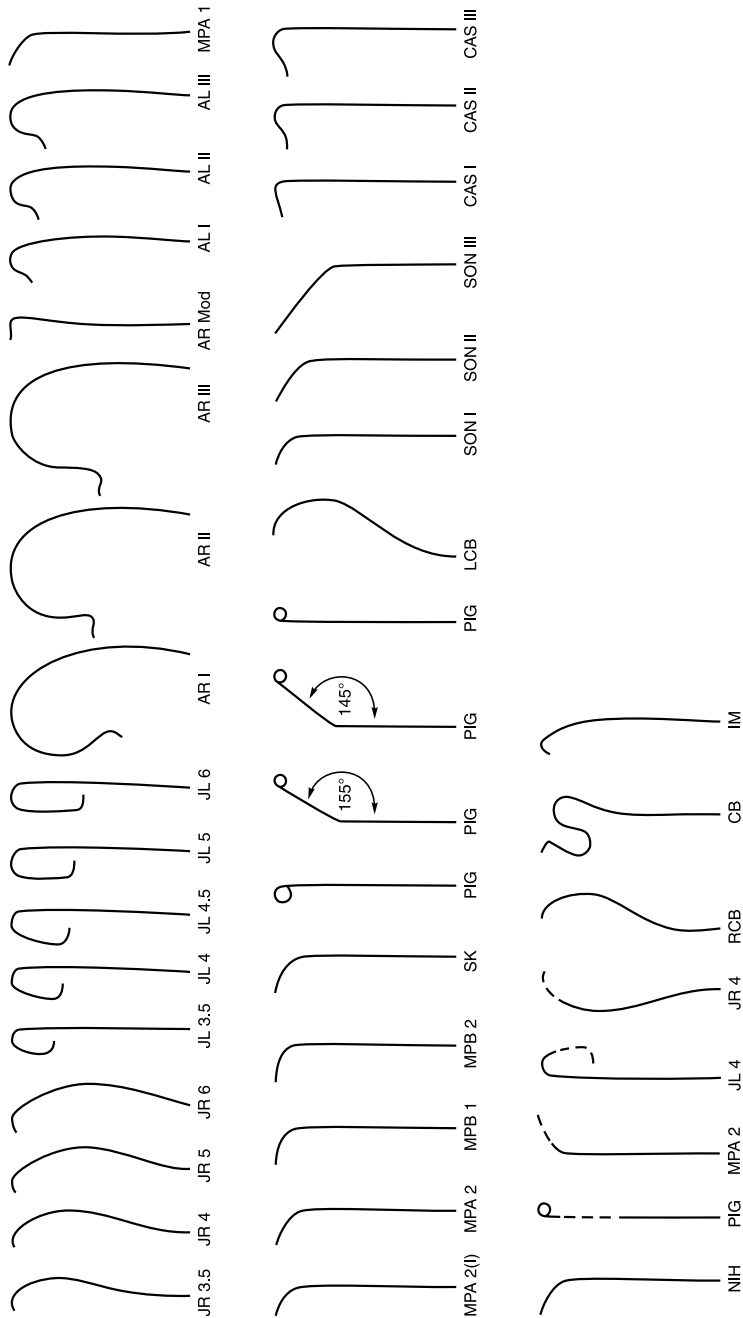 JR 3.5
JR 4
JR 5
JR 6
JL 3.5
JL 4
JL 4.5
JL 5
JL 6
AR I
AR II
AR III
AR Mod
AL I
AL II
AL III
MPA 1
MPA 2(I)
MPA 2
MPB 1
MPB 2
SK
PIG
155°
PIG
145°
PIG
PIG
LCB
SON I
SON II
SON III
CAS I
CAS II
CAS III
NIH
PIG
MPA 2
JL 4
JR 4
RCB
CB
IM